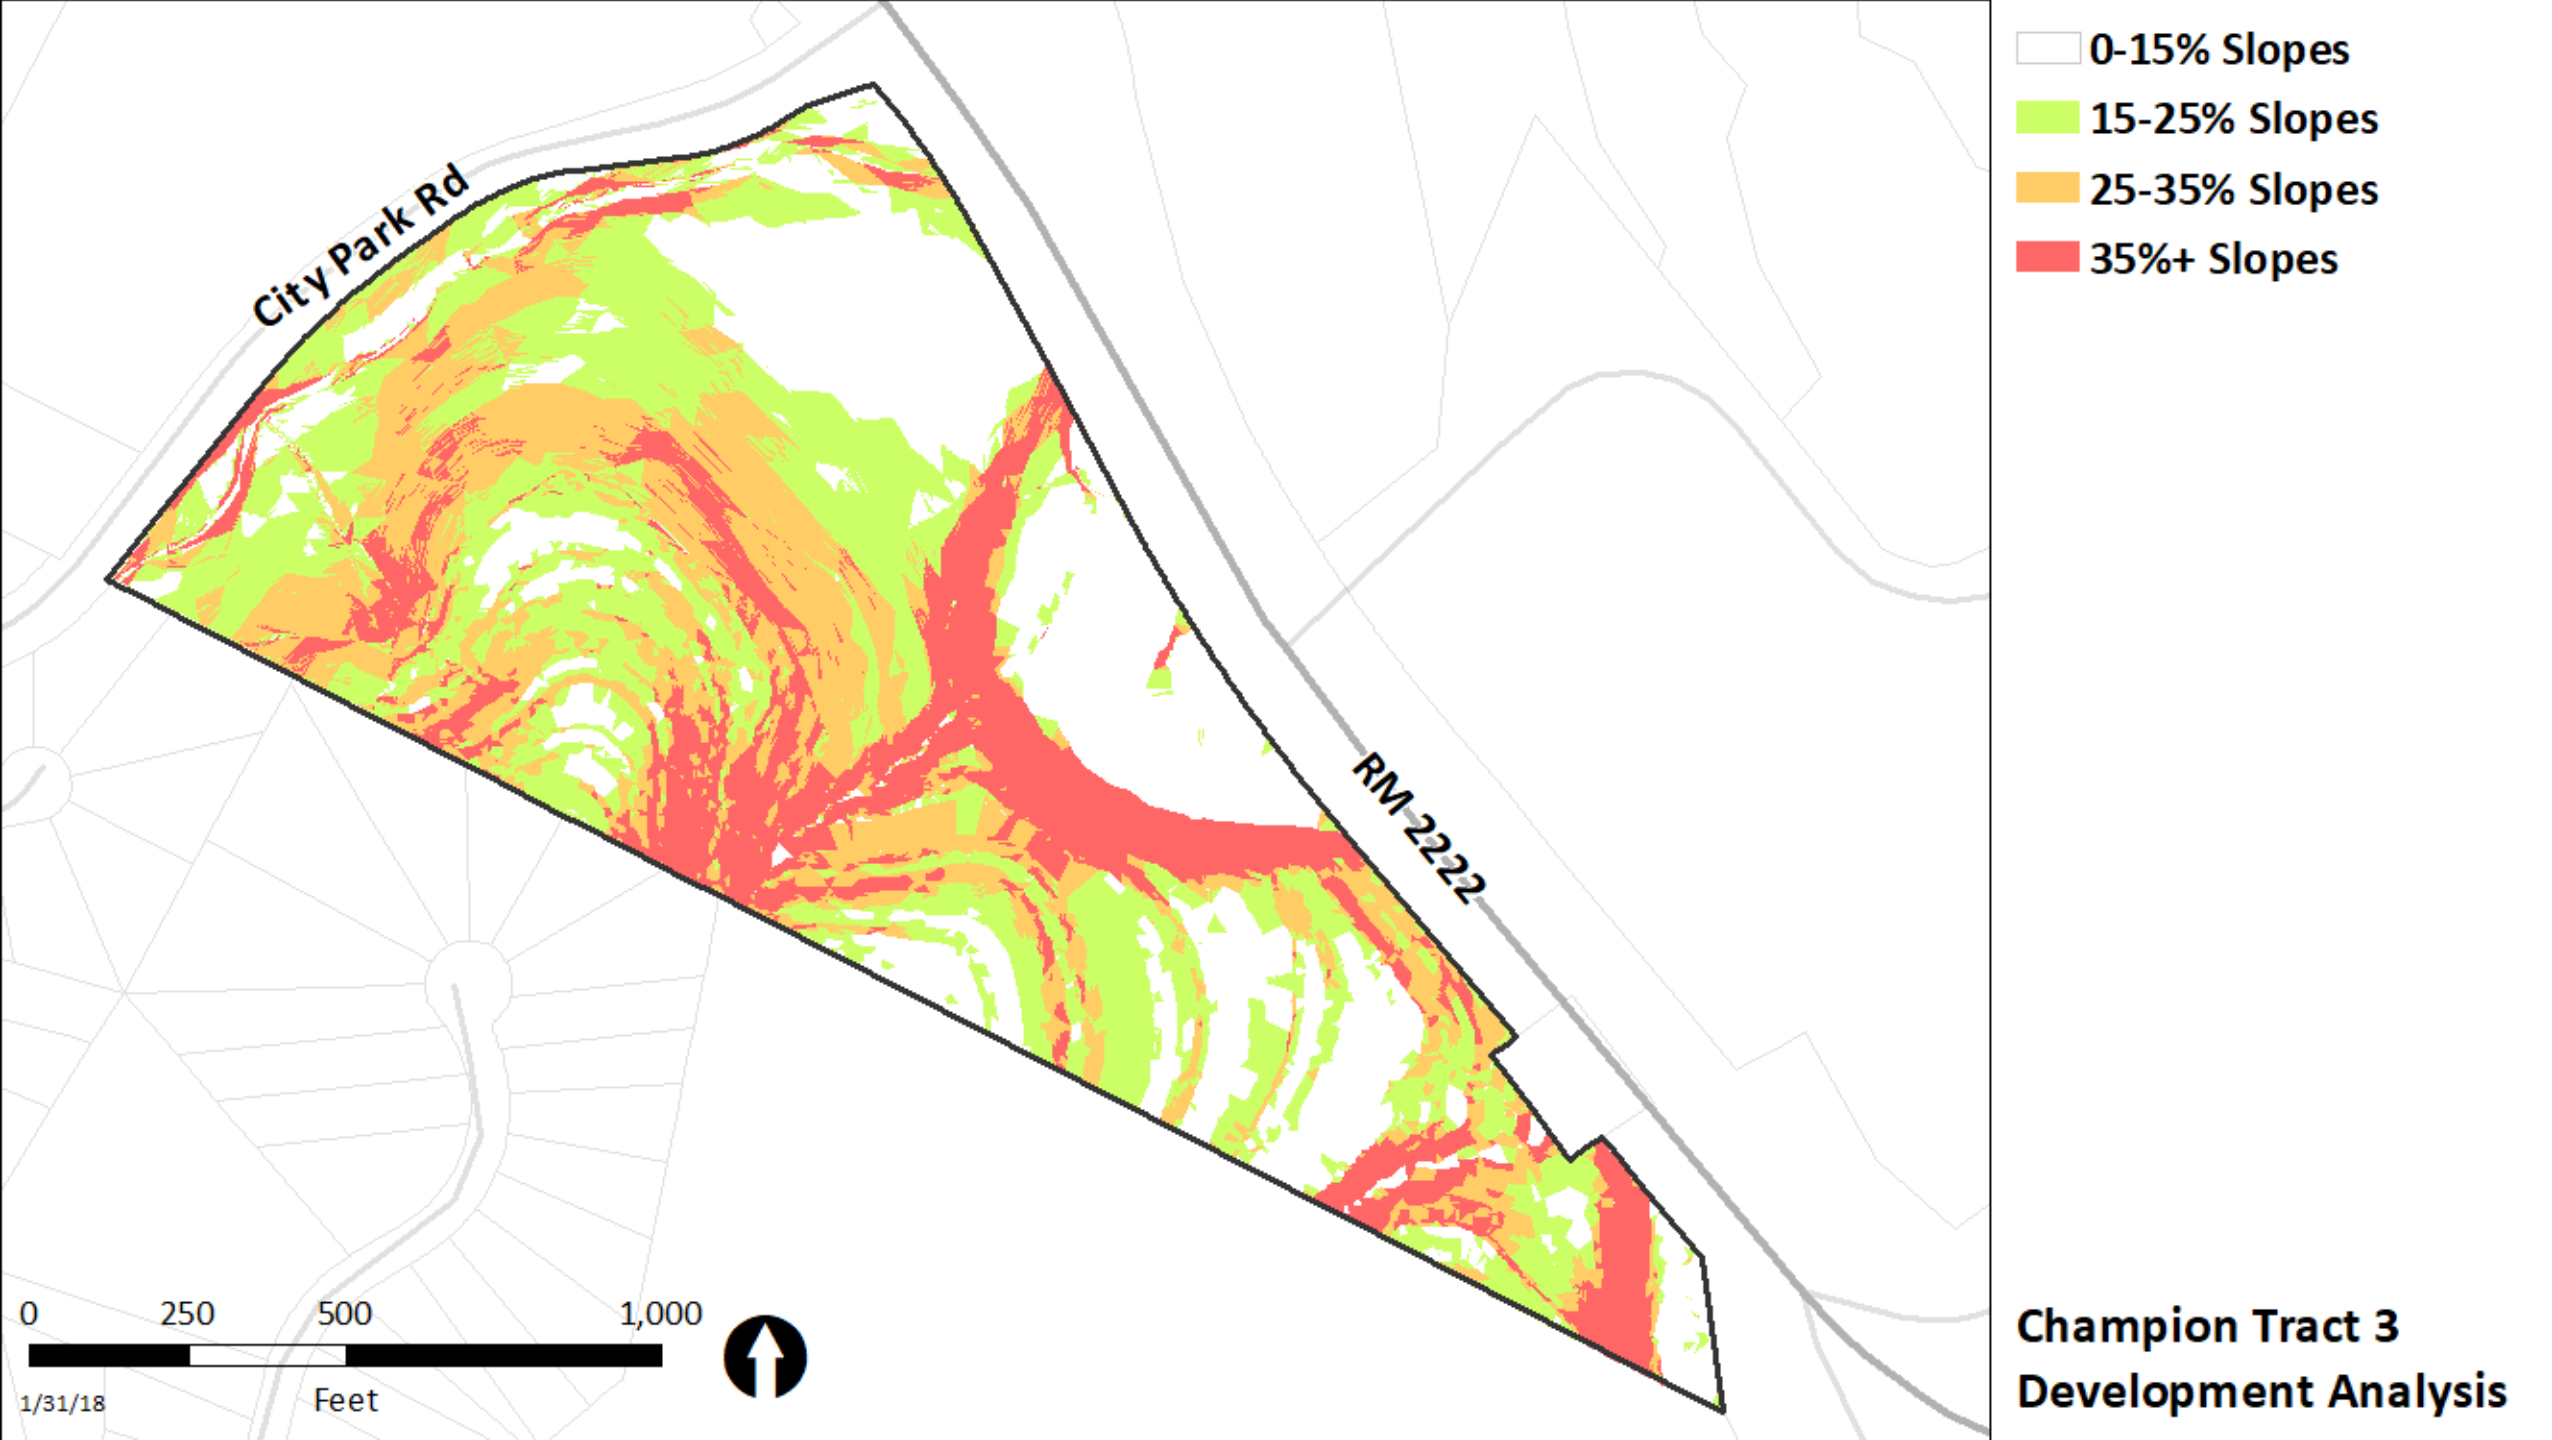 0-15% Slopes
15-25% Slopes
25-35% Slopes
35%+ Slopes
City Park Rd
RM 2222
0 250 500 1,000
1/31/18 Feet
Champion Tract 3
Development Analysis